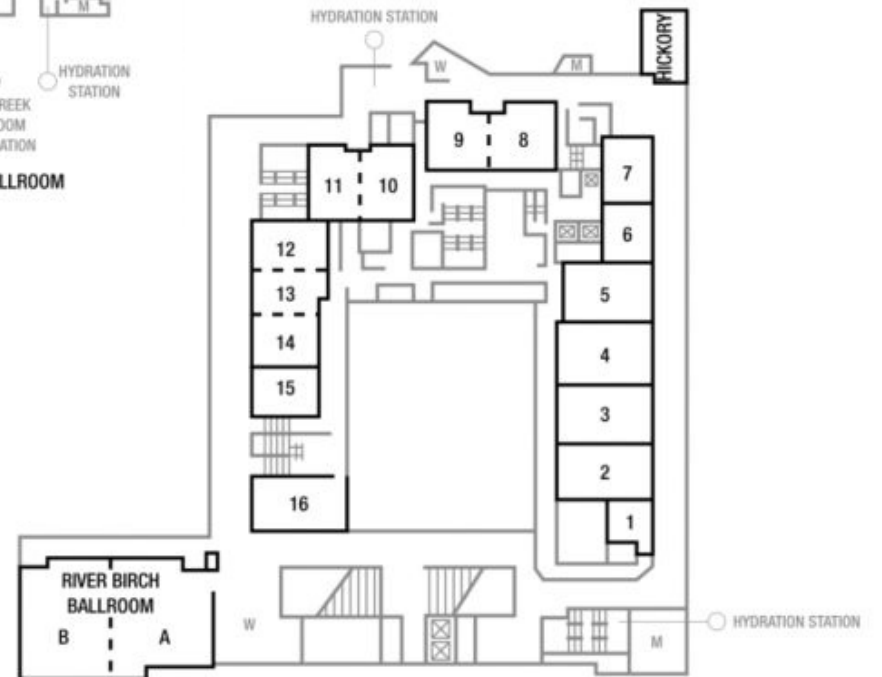 M
HYDRATION STATION
HICKORY
W
M
HYDRATION
STATION
REEK
OOM
ATION
LLROOM
9
8
7
11
10
6
12
13
5
14
4
15
3
2
16
1
RIVER BIRCH
BALLROOM
B
A
W
M
HYDRATION STATION